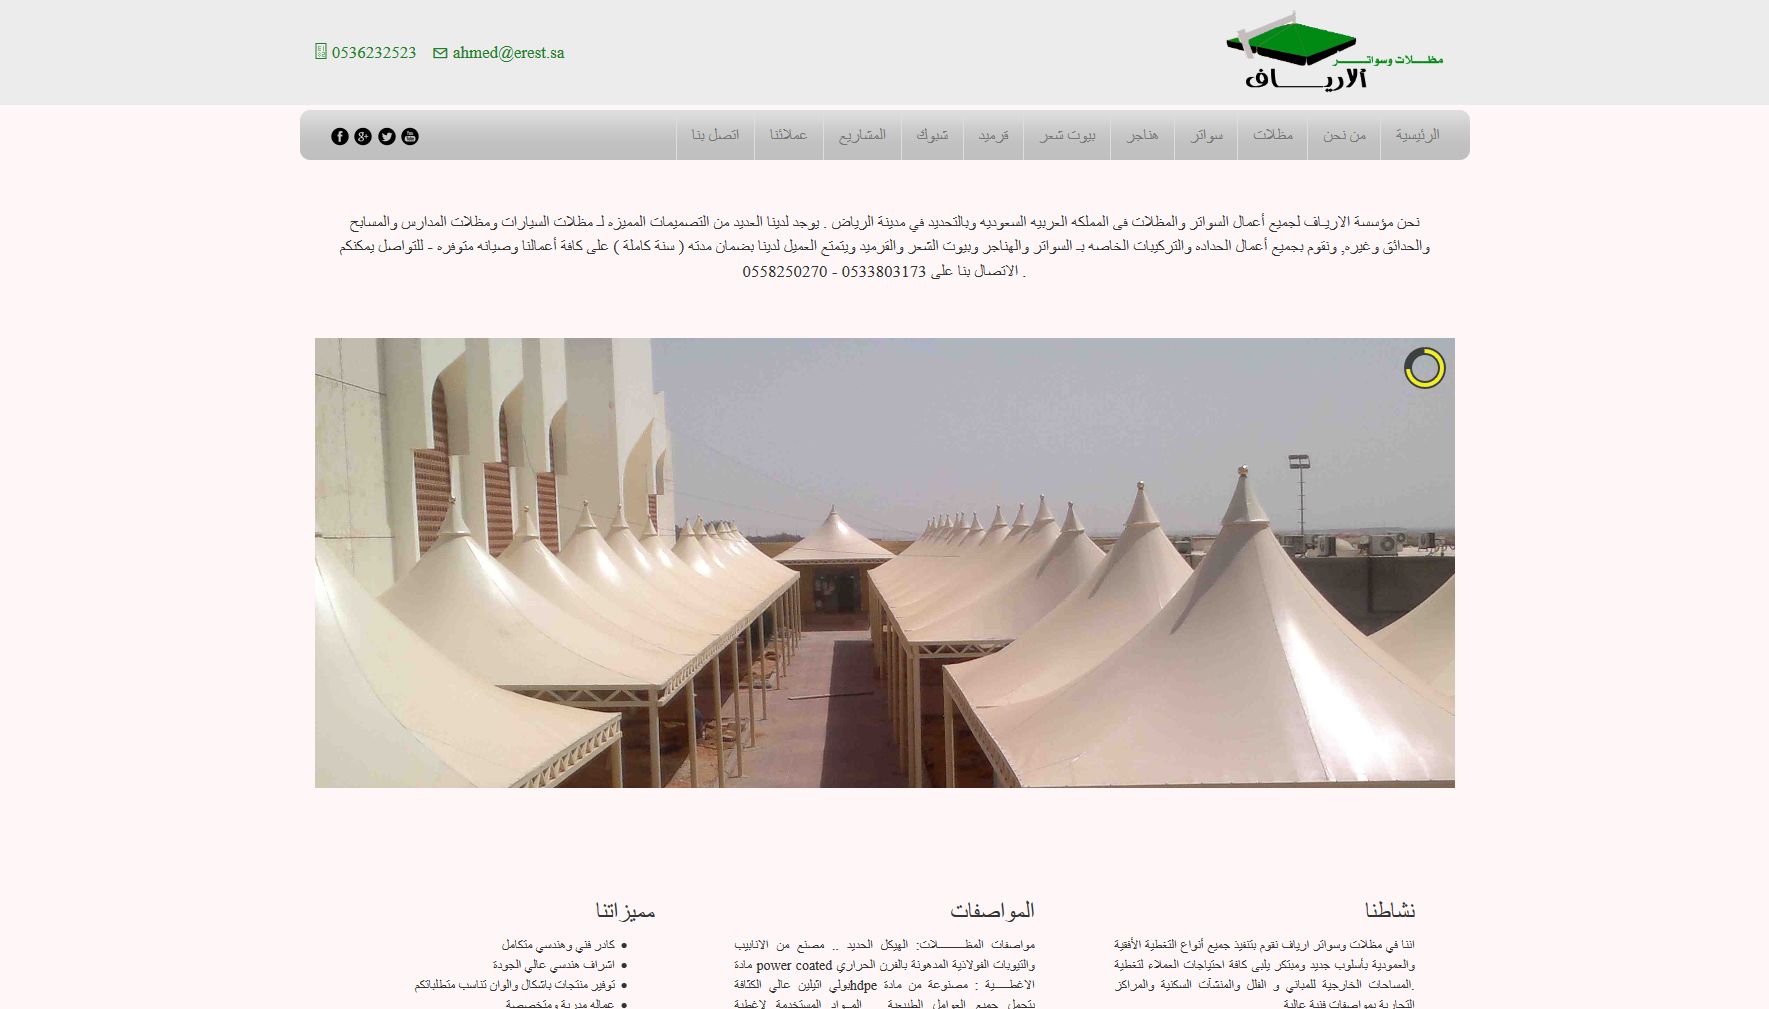 مظـــلات وسواتـــــر
الاريـــــاف
0536232523
ahmed@erest.sa
الرئيسية
من نحن
مظلات
سواتر
هناجر
بيوت شعر
قرميد
شبوك
المشاريع
عملائنا
اتصل بنا
نحن مؤسسة الارياف لجميع أعمال السواتر والمظلات فى المملكه العربيه السعوديه وبالتحديد في مدينة الرياض . يوجد لدينا العديد من التصميمات المميزه لـ مظلات السيارات ومظلات المدارس والمسابح
والحدائق وغيره, ونقوم بجميع أعمال الحداده والتركيبات الخاصه بـ السواتر والهناجر وبيوت الشعر والقرميد ويتمتع العميل لدينا بضمان مدته ( سنة كاملة ) على كافة أعمالنا وصيانه متوفره - للتواصل يمكنكم
. الاتصال بنا على 0533803173 - 0558250270
نشاطنا
اننا في مظلات وسواتر ارياف نقوم بتنفيذ جميع أنواع التغطية الأفقية
والعمودية بأسلوب جديد ومبتكر يلبى كافة احتياجات العملاء لتغطية
.المساحات الخارجية للمباني و الفلل والمنشآت السكنية والمراكز
التجارية بمواصفات فنية عالية
المواصفات
مواصفات المظـــــــلات: الهيكل الحديد .. مصنع من الانابيب
والتيوبات الفولاذية المدهونة بالفرن الحراري power coated مادة
الاغطـــــية : مصنوعة من مادة hdpeبولي اثيلين عالي الكثافة
يتحمل جميع العوامل الطبيعية المـواد المستخدمة لاغطية
مميزاتنا
كادر فني وهندسي متكامل
اشراف هندسي عالي الجودة
توفير منتجات باشكال والوان تناسب متطلباتكم
عماله مدربة ومتخصصة